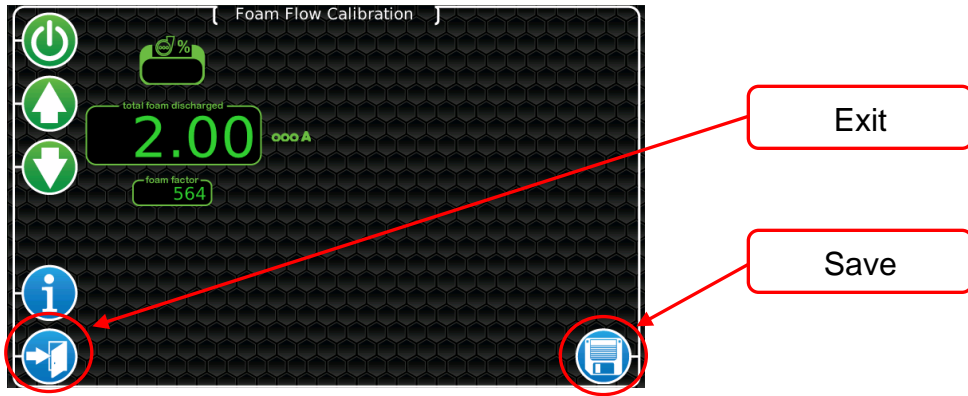 Foam Flow Calibration
%
total foam discharged
2.00
A
foam factor
564
i
Exit
Save